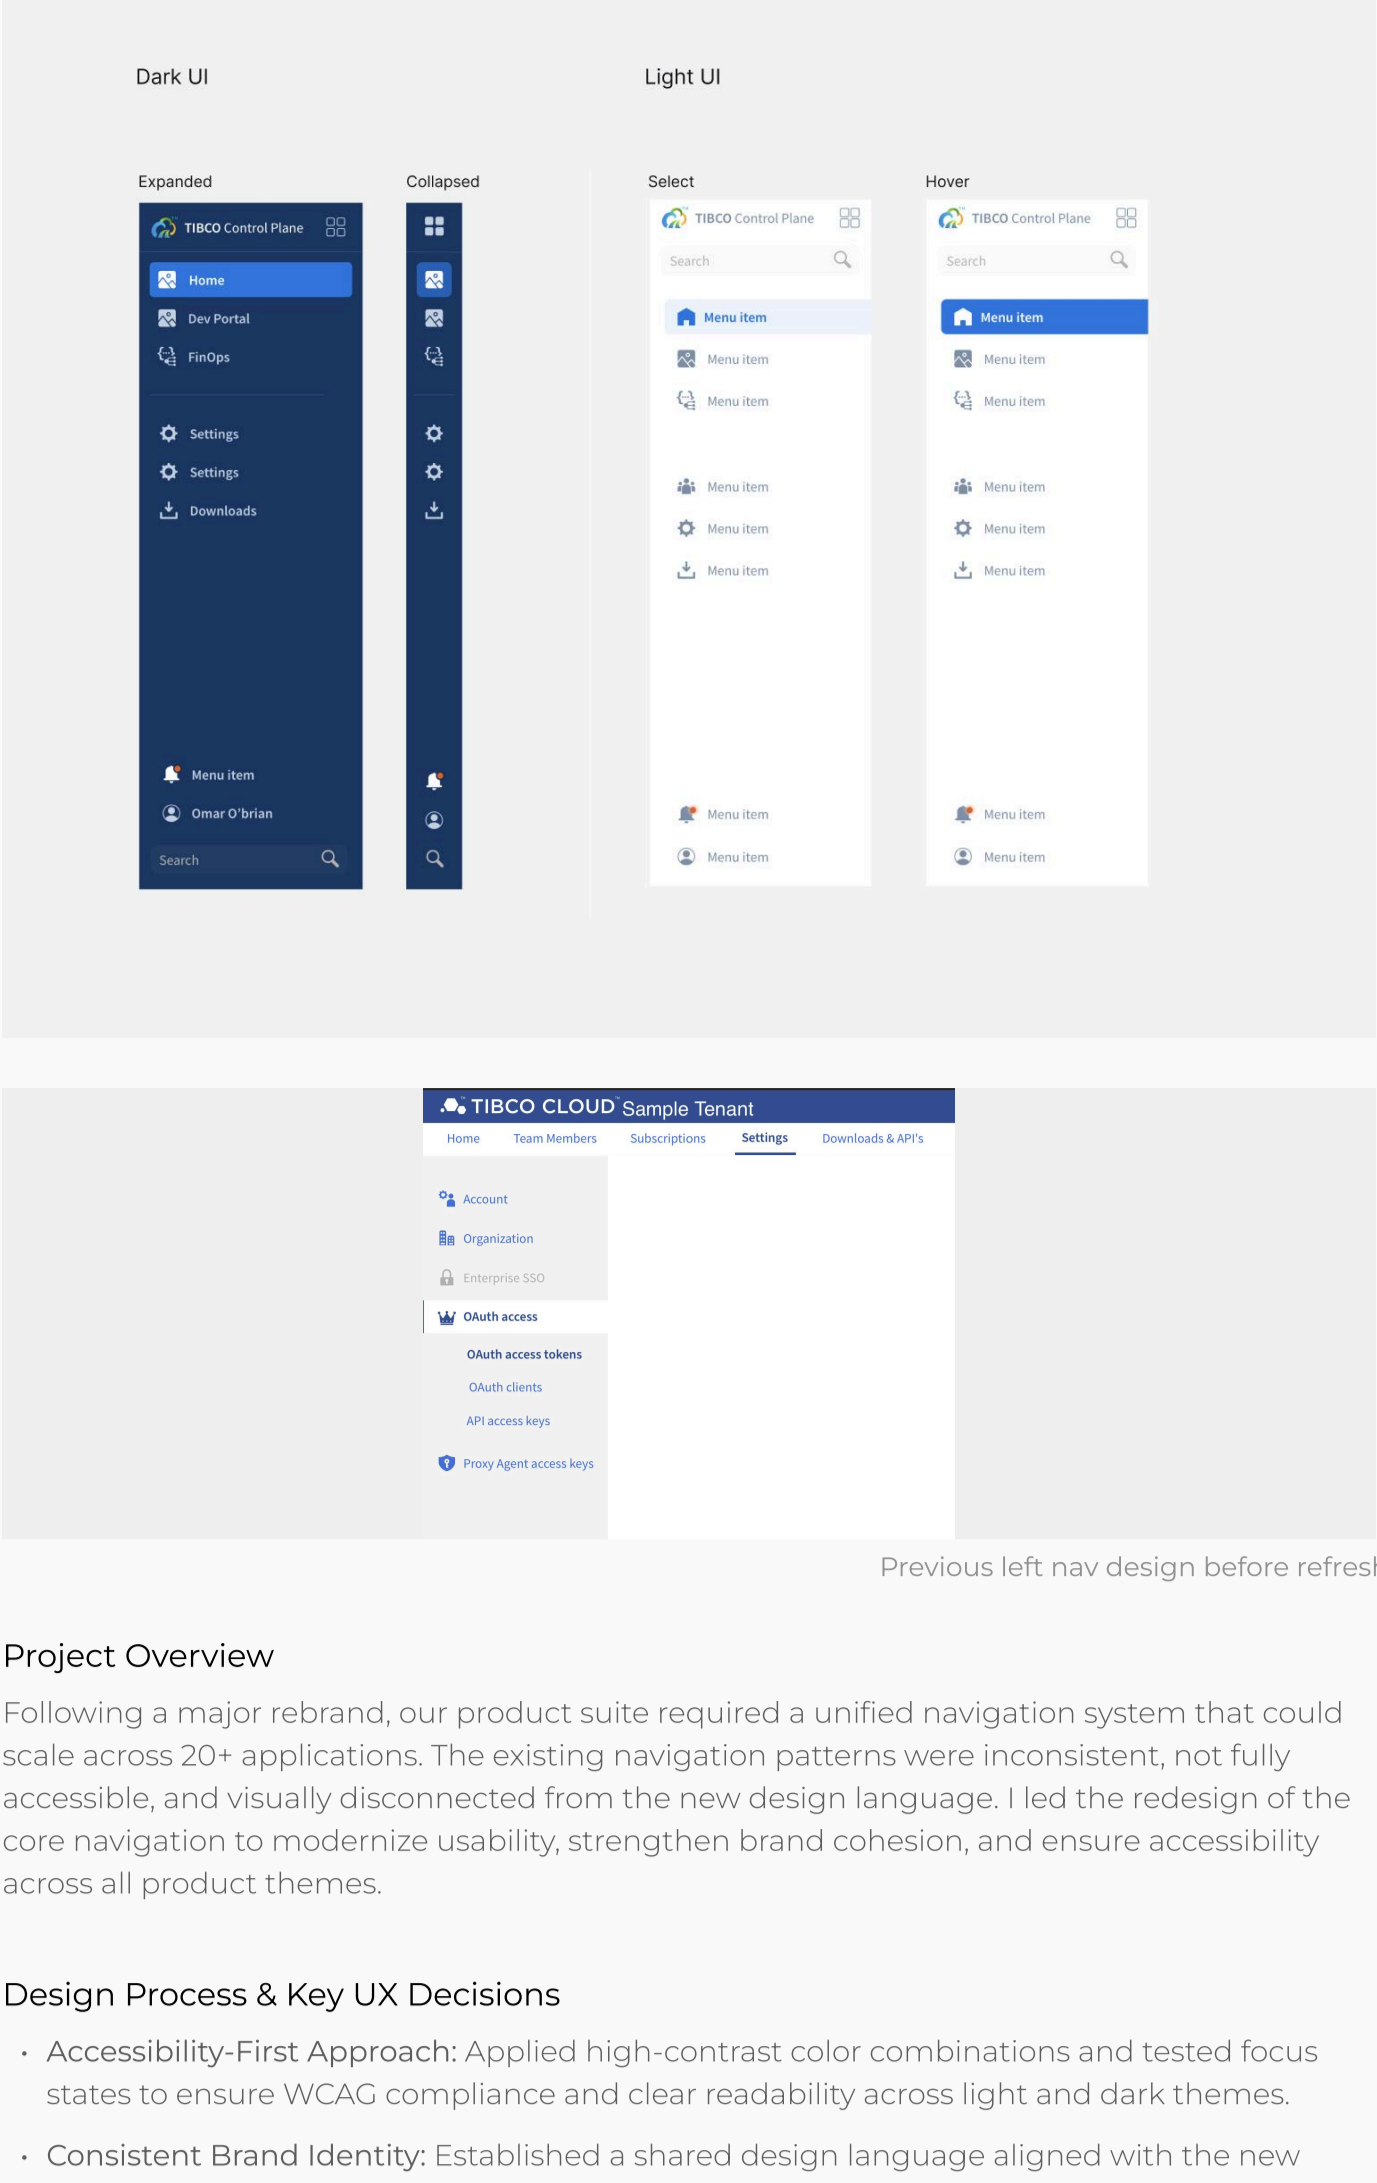 Dark UI
Light UI
Expanded
Collapsed
Select
Hover
TIBCO Control Plane
Home
Dev Portal
FinOps
Settings
Settings
Downloads
Menu item
Omar O'brian
Search
TIBCO Control Plane
Search
Menu item
Menu item
Menu item
Menu item
Menu item
Menu item
Menu item
Menu item
TIBCO Control Plane
Search
Menu item
Menu item
Menu item
Menu item
Menu item
Menu item
Menu item
Menu item
TIBCO CLOUD™ Sample Tenant
Home Team Members Subscriptions Settings Downloads & API's
Account
Organization
Enterprise SSO
OAuth access
OAuth access tokens
OAuth clients
API access keys
Proxy Agent access keys
Previous left nav design before refresh
Project Overview
Following a major rebrand, our product suite required a unified navigation system that could
scale across 20+ applications. The existing navigation patterns were inconsistent, not fully
accessible, and visually disconnected from the new design language. I led the redesign of the
core navigation to modernize usability, strengthen brand cohesion, and ensure accessibility
across all product themes.
Design Process & Key UX Decisions
• Accessibility-First Approach: Applied high-contrast color combinations and tested focus
states to ensure WCAG compliance and clear readability across light and dark themes.
• Consistent Brand Identity: Established a shared design language aligned with the new